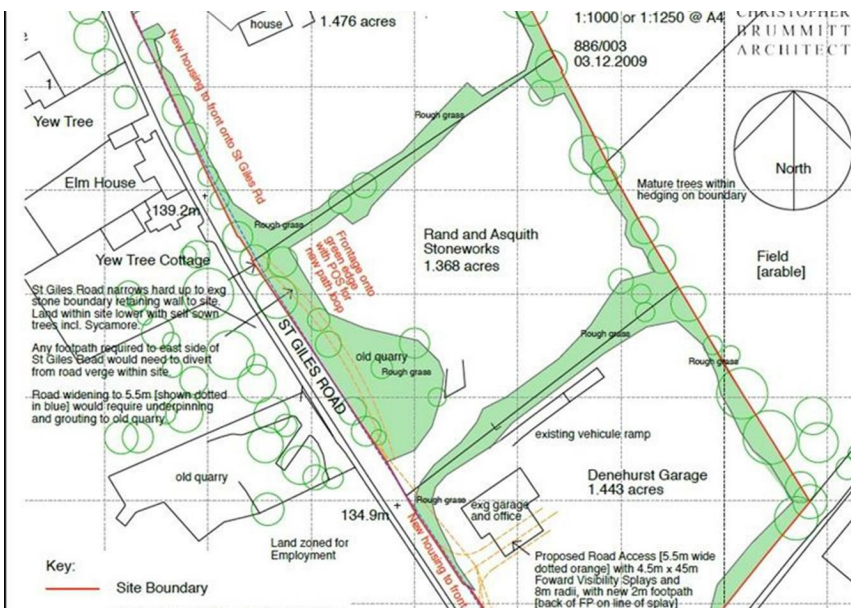 house
1.476 acres
1:1000 or 1:1250 @ A4
886/003
03.12.2009
CHRISTOPHER
BRUMMITT
ARCHITECT
New housing to front onto St Giles Rd
1
Yew Tree
Elm House
139.2m
Yew Tree Cottage
Rough grass
Rough grass
Frontage onto
green edge
with POS for
new path loop
Rand and Asquith
Stoneworks
1.368 acres
Mature trees within
hedging on boundary
North
Field
[arable]
St Giles Road narrows hard up to exg
stone boundary retaining wall to site.
Land within site lower with self sown
trees incl. Sycamore.
Any footpath required to east side of
St Giles Road would need to divert
from road verge within site.
Road widening to 5.5m [shown dotted
in blue] would require underpinning
and grouting to old quarry.
ST GILES ROAD
old quarry
Rough grass
Rough grass
Rough grass
existing vehicule ramp
old quarry
134.9m
Rough grass
exg garage
and office
Denehurst Garage
1.443 acres
Land zoned for
Employment
New housing to front
Proposed Road Access [5.5m wide
dotted orange] with 4.5m x 45m
Foward Visibility Splays and
8m radii, with new 2m footpath
[back of FP on line of splay]
Key:
Site Boundary